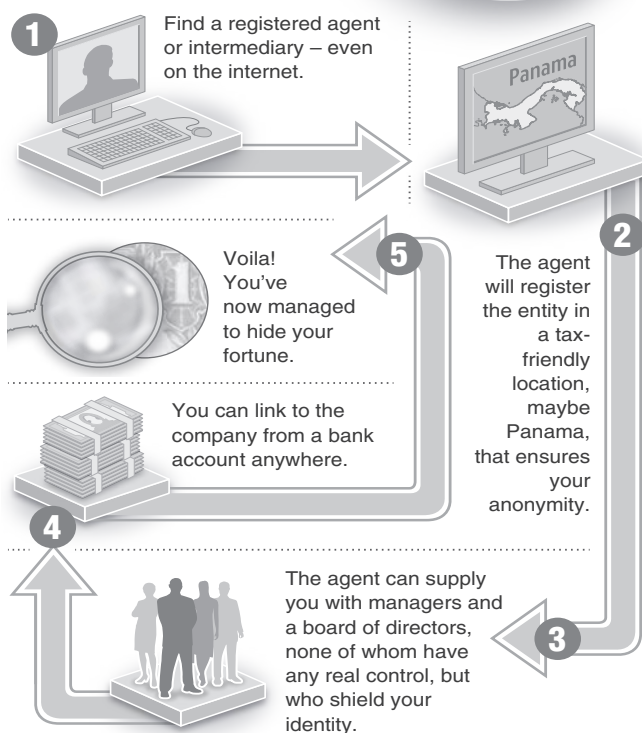 1
Find a registered agent
or intermediary – even
on the internet.
Panama
2
The agent
will register
the entity in
a tax-
friendly
location,
maybe
Panama,
that ensures
your
anonymity.
3
The agent can supply
you with managers and
a board of directors,
none of whom have
any real control, but
who shield your
identity.
4
You can link to the
company from a bank
account anywhere.
5
Voila!
You’ve
now managed
to hide your
fortune.
1